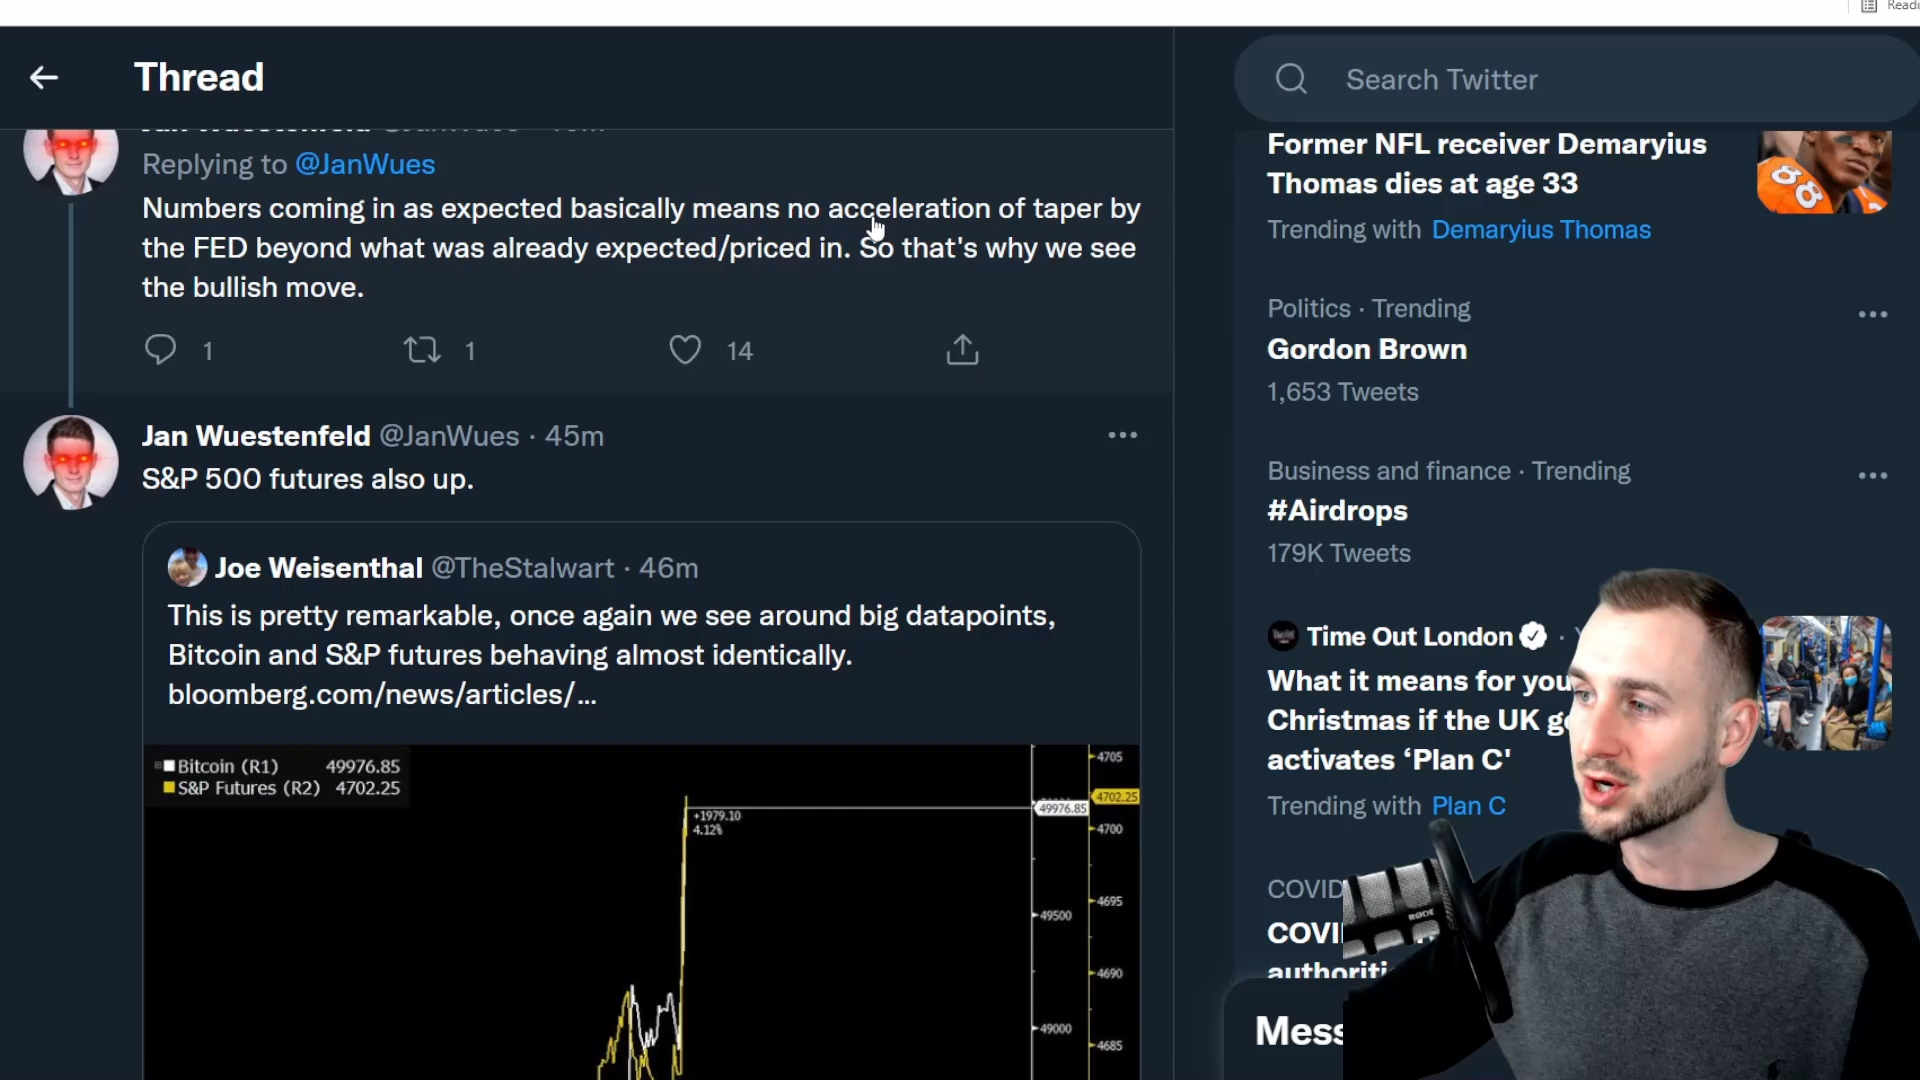 Thread
Search Twitter
Replying to @JanWues
Numbers coming in as expected basically means no acceleration of taper by
the FED beyond what was already expected/priced in. So that's why we see
the bullish move.
1
1
14
Jan Wuestenfeld @JanWues · 45m
S&P 500 futures also up.
Joe Weisenthal @TheStalwart · 46m
This is pretty remarkable, once again we see around big datapoints,
Bitcoin and S&P futures behaving almost identically.
bloomberg.com/news/articles/…
Bitcoin (R1) 49976.85
S&P Futures (R2) 4702.25
+1979.10
4.12%
4705
4702.25
49976.85
4700
4695
49500
4690
49000
4685
Former NFL receiver Demaryius
Thomas dies at age 33
88
Trending with Demaryius Thomas
Politics · Trending
Gordon Brown
1,653 Tweets
Business and finance · Trending
#Airdrops
179K Tweets
Time Out London ·
What it means for you
Christmas if the UK g
activates ‘Plan C'
Trending with Plan C
COVID
COVI
authoriti
Mess
RØDE